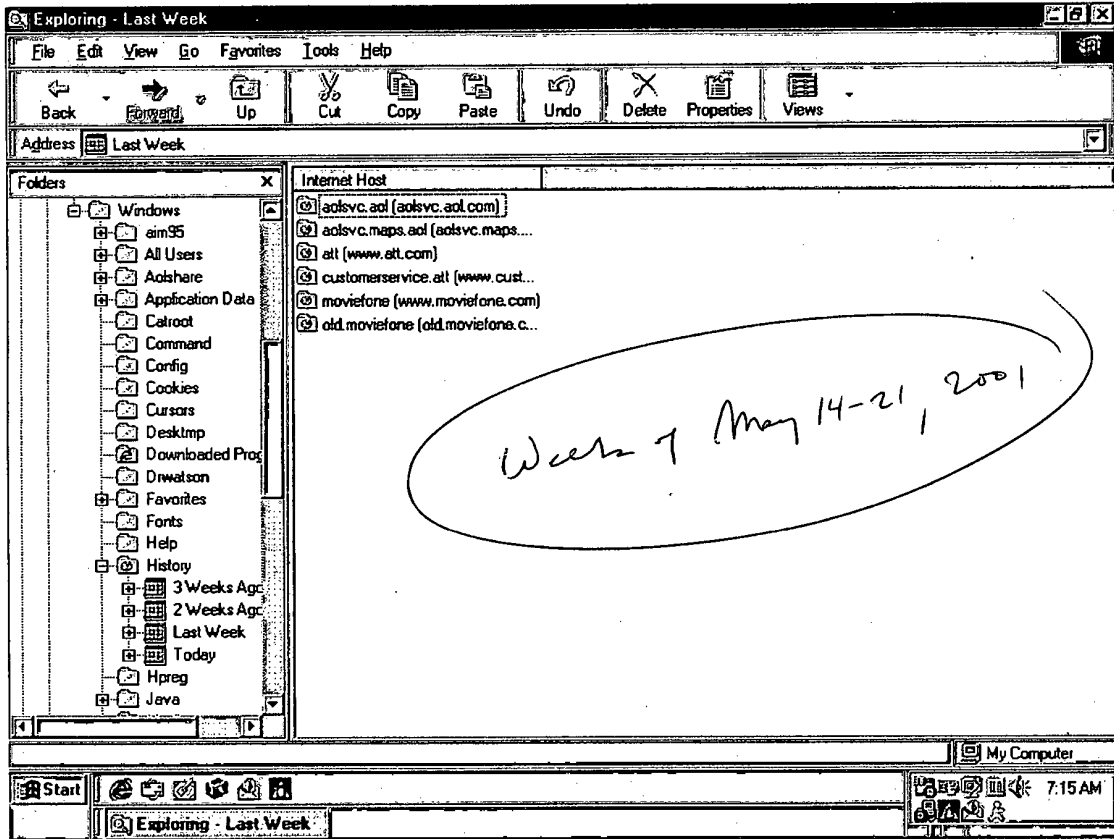 Exploring - Last Week
File Edit View Go Favorites Tools Help
Back Forward Up Cut Copy Paste Undo Delete Properties Views
Address Last Week
Folders x
Windows
aim95
All Users
Aolshare
Application Data
Catroot
Command
Config
Cookies
Cursors
Desktmp
Downloaded Prog
Drwatson
Favorites
Fonts
Help
History
3 Weeks Ago
2 Weeks Ago
Last Week
Today
Hpreg
Java
Internet Host
aolsvc.aol (aolsvc.aol.com)
aolsvc.maps.aol (aolsvc.maps....
att (www.att.com)
customerservice.att (www.cust...
moviefone (www.moviefone.com)
old.moviefone (old.moviefone.c...
Week of May 14-21, 2001
My Computer
Start 7:15 AM
Exploring - Last Week